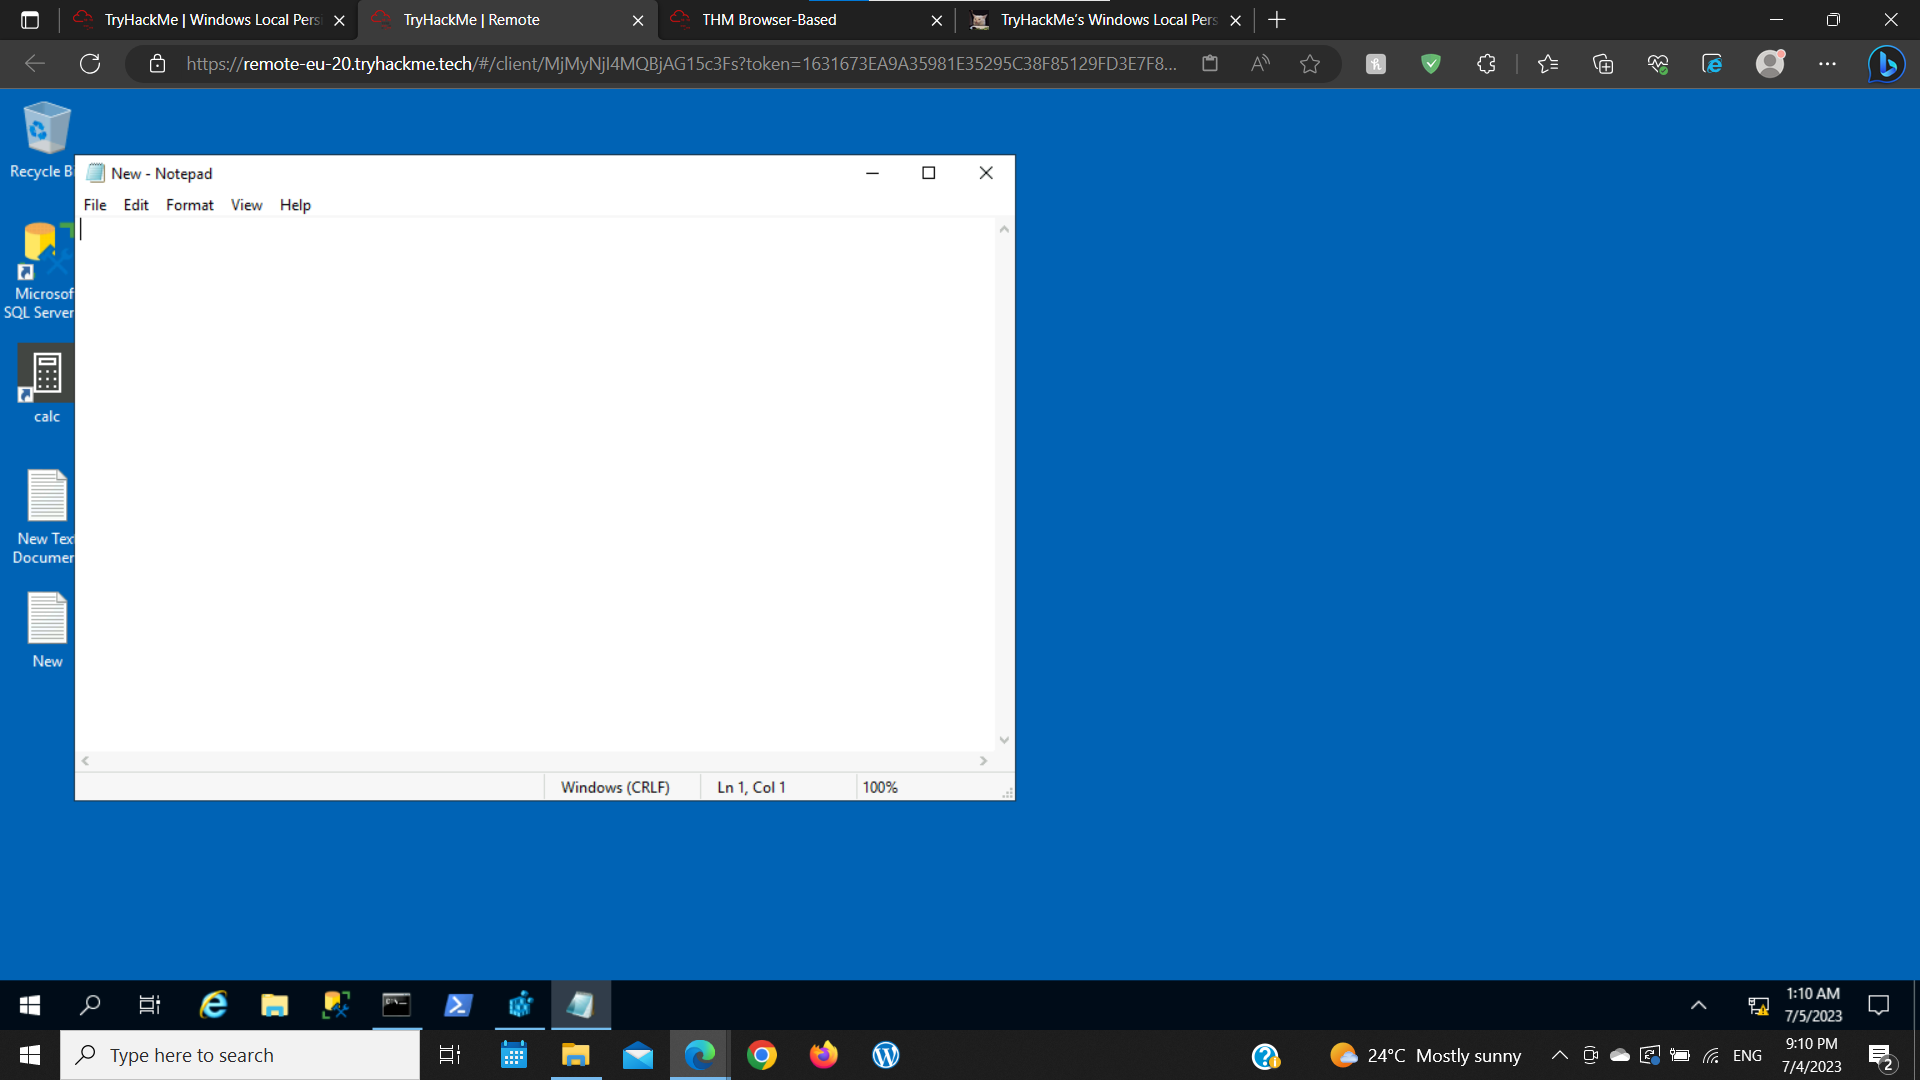 TryHackMe | Windows Local Pers
TryHackMe | Remote
THM Browser-Based
TryHackMe's Windows Local Pers
https://remote-eu-20.tryhackme.tech/#/client/MjMyNjI4MQBjAG15c3Fs?token=1631673EA9A35981E35295C38F85129FD3E7F8...
Recycle B
New - Notepad
File Edit Format View Help
Microsof
SQL Server
calc
New Tex
Documen
New
Windows (CRLF)
Ln 1, Col 1
100%
1:10 AM
7/5/2023
Type here to search
24°C Mostly sunny
ENG
9:10 PM
7/4/2023
2